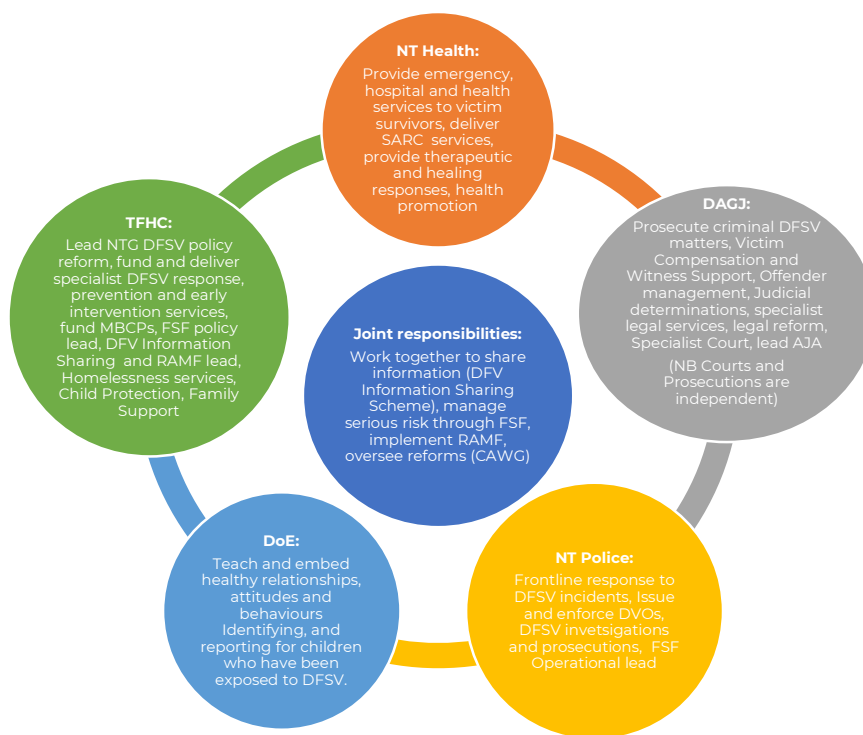 NT Health:
Provide emergency,
hospital and health
services to victim
survivors, deliver
SARC services,
provide therapeutic
and healing
responses, health
promotion
DAGJ:
Prosecute criminal DFSV
matters, Victim
Compensation and
Witness Support, Offender
management, Judicial
determinations, specialist
legal services, legal reform,
Specialist Court, lead AJA
(NB Courts and
Prosecutions are
independent)
NT Police:
Frontline response to
DFSV incidents, Issue
and enforce DVOs,
DFSV invetsigations
and prosecutions, FSF
Operational lead
DoE:
Teach and embed
healthy relationships,
attitudes and
behaviours
Identifying, and
reporting for children
who have been
exposed to DFSV.
TFHC:
Lead NTG DFSV policy
reform, fund and deliver
specialist DFSV response,
prevention and early
intervention services,
fund MBCPs, FSF policy
lead, DFV Information
Sharing and RAMF lead,
Homelessness services,
Child Protection, Family
Support
Joint responsibilities:
Work together to share
information (DFV
Information Sharing
Scheme), manage
serious risk through FSF,
implement RAMF,
oversee reforms (CAWG)